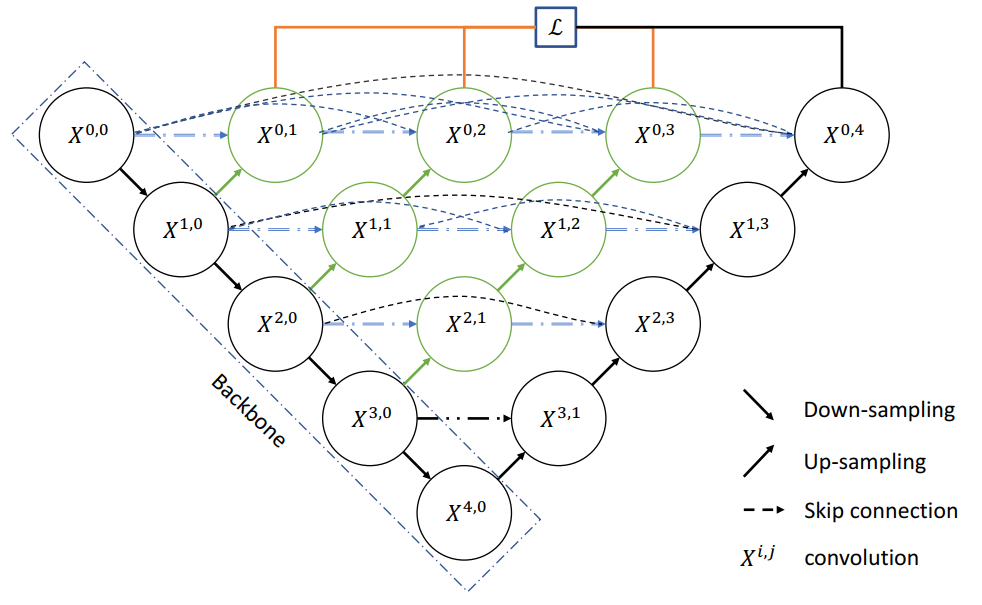 ℒ
X^{0,0} X^{0,1} X^{0,2} X^{0,3} X^{0,4}
X^{1,0} X^{1,1} X^{1,2} X^{1,3}
X^{2,0} X^{2,1} X^{2,3}
X^{3,0} X^{3,1}
X^{4,0}
Backbone
Down-sampling
Up-sampling
Skip connection
X^{i,j} convolution